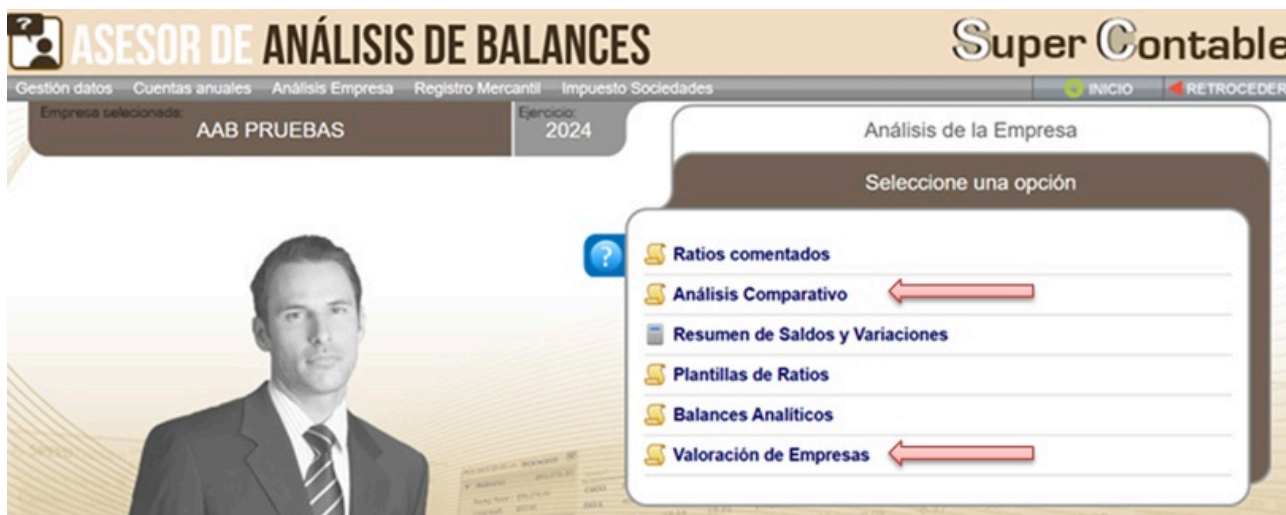 ?
ASESOR DE ANÁLISIS DE BALANCES
Super Contable
Gestión datos Cuentas anuales Análisis Empresa Registro Mercantil Impuesto Sociedades
INICIO RETROCEDER
Empresa seleccionada:
AAB PRUEBAS
Ejercicio:
2024
Análisis de la Empresa
Seleccione una opción
?
Ratios comentados
Análisis Comparativo
Resumen de Saldos y Variaciones
Plantillas de Ratios
Balances Analíticos
Valoración de Empresas